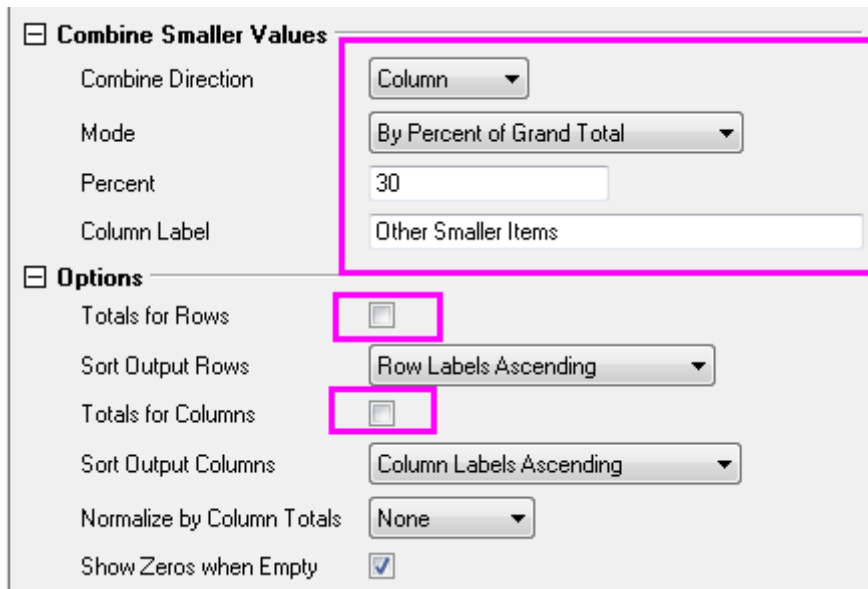 Combine Smaller Values
Combine Direction Column
Mode By Percent of Grand Total
Percent 30
Column Label Other Smaller Items
Options
Totals for Rows
Sort Output Rows Row Labels Ascending
Totals for Columns
Sort Output Columns Column Labels Ascending
Normalize by Column Totals None
Show Zeros when Empty